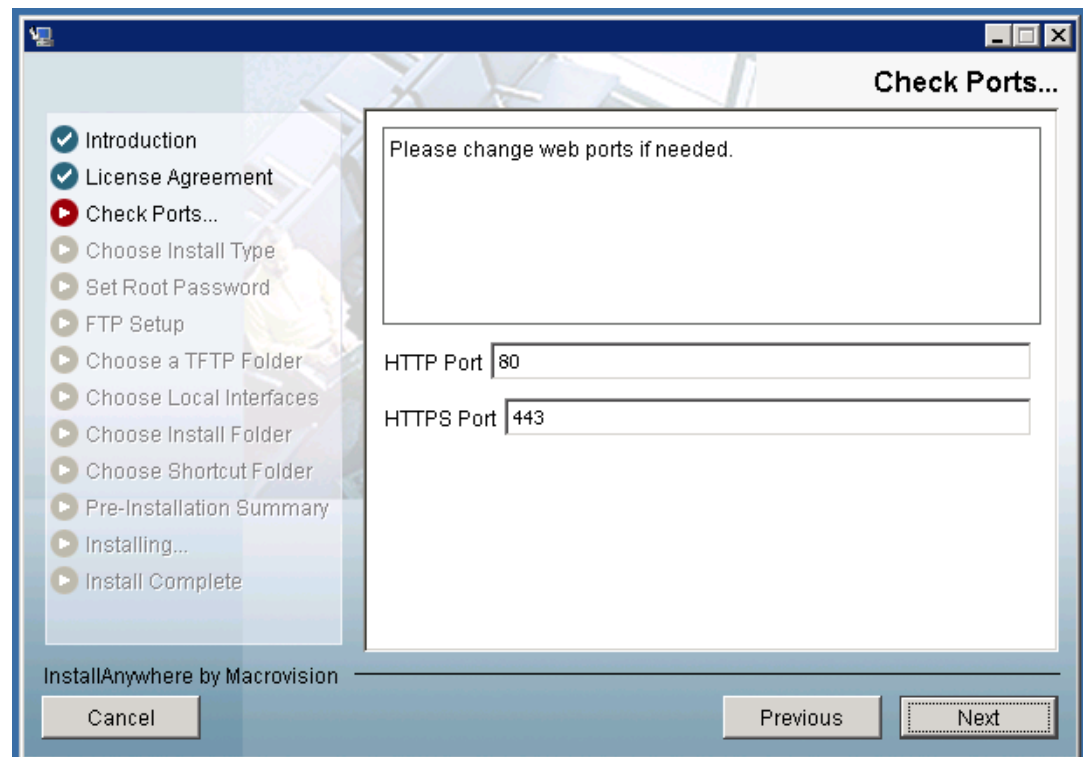 Check Ports...
Introduction
License Agreement
Check Ports...
Choose Install Type
Set Root Password
FTP Setup
Choose a TFTP Folder
Choose Local Interfaces
Choose Install Folder
Choose Shortcut Folder
Pre-Installation Summary
Installing...
Install Complete
Please change web ports if needed.
HTTP Port 80
HTTPS Port 443
InstallAnywhere by Macrovision
Cancel Previous Next